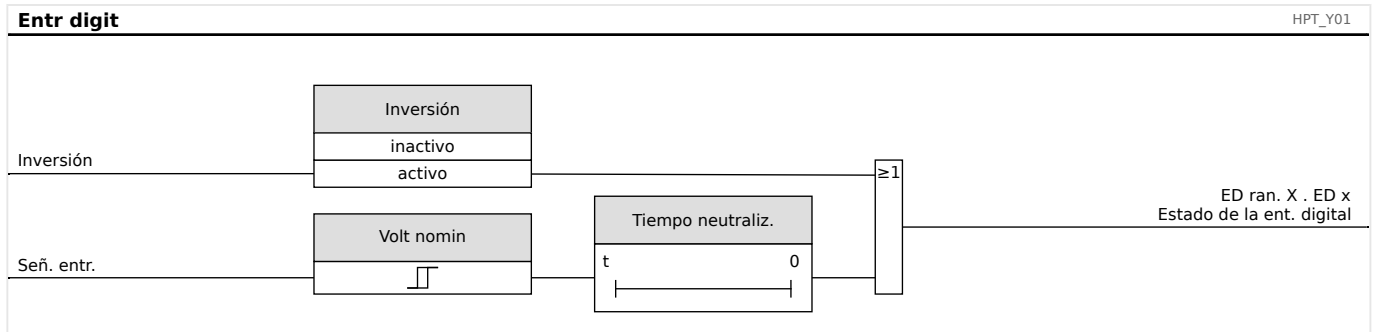 Entr digit
HPT_Y01
Inversión
inactivo
Inversión
activo
≥1
ED ran. X . ED x
Estado de la ent. digital
Tiempo neutraliz.
Volt nomin
t 0
Señ. entr.